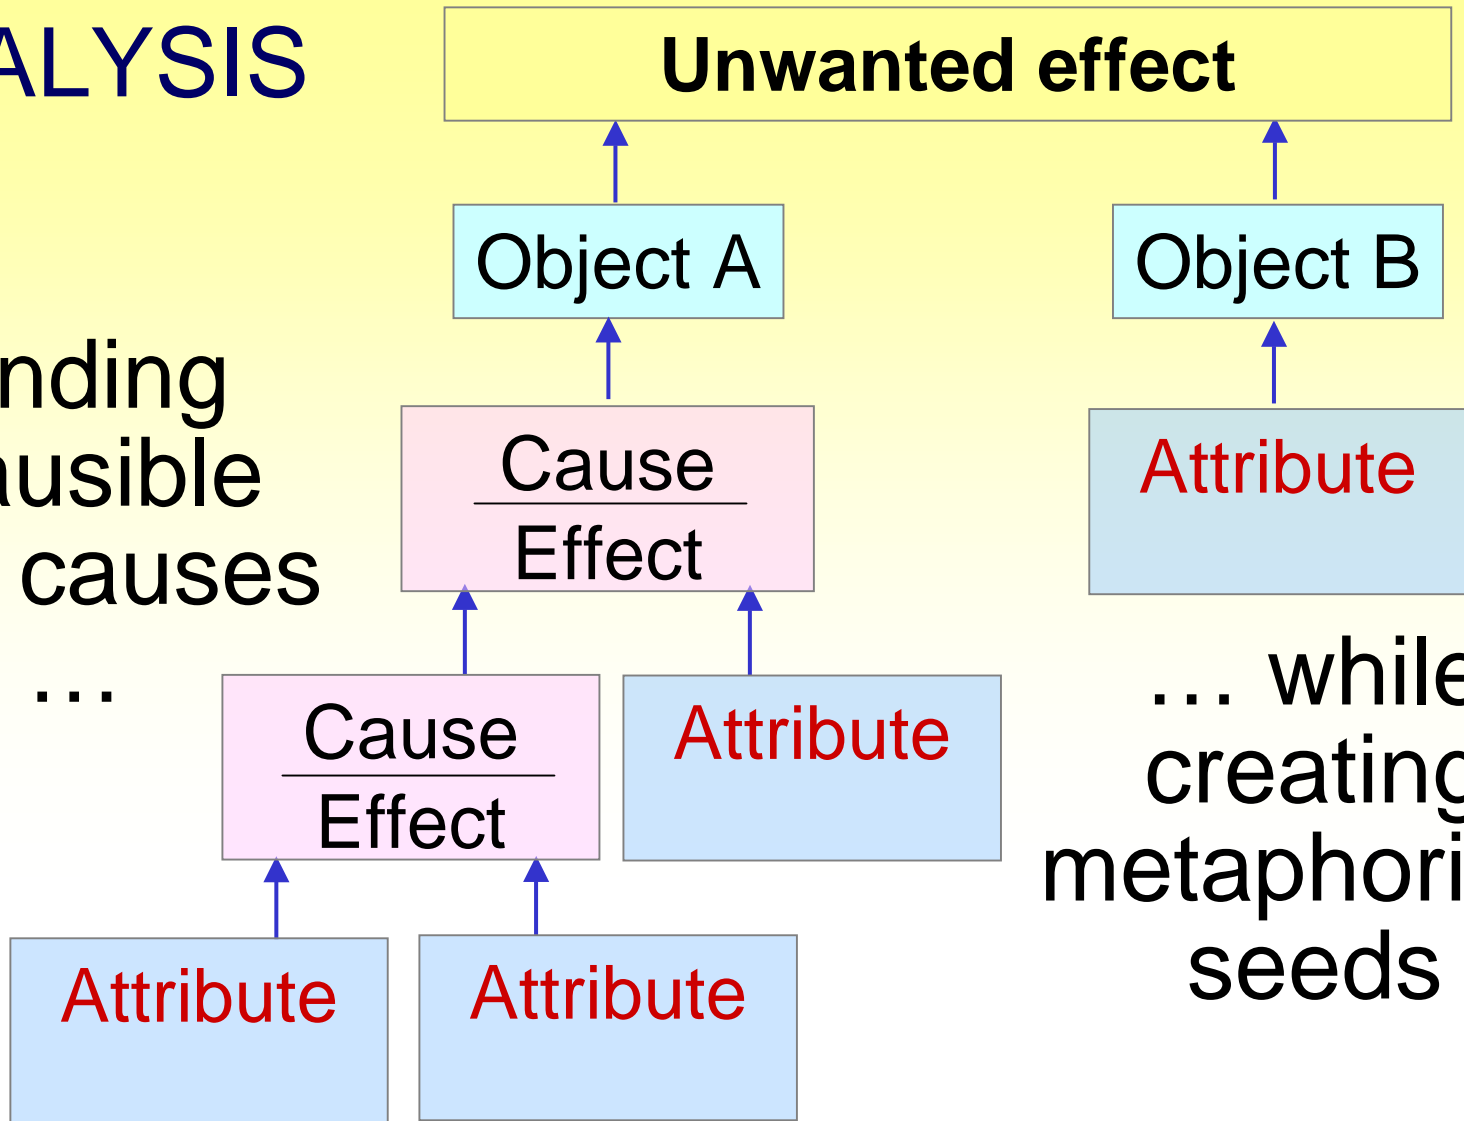 ALYSIS
Unwanted effect
Object A
Object B
nding
ausible
causes
…
Cause
Effect
Attribute
Cause
Effect
Attribute
… while
creating
metaphori
seeds
Attribute
Attribute